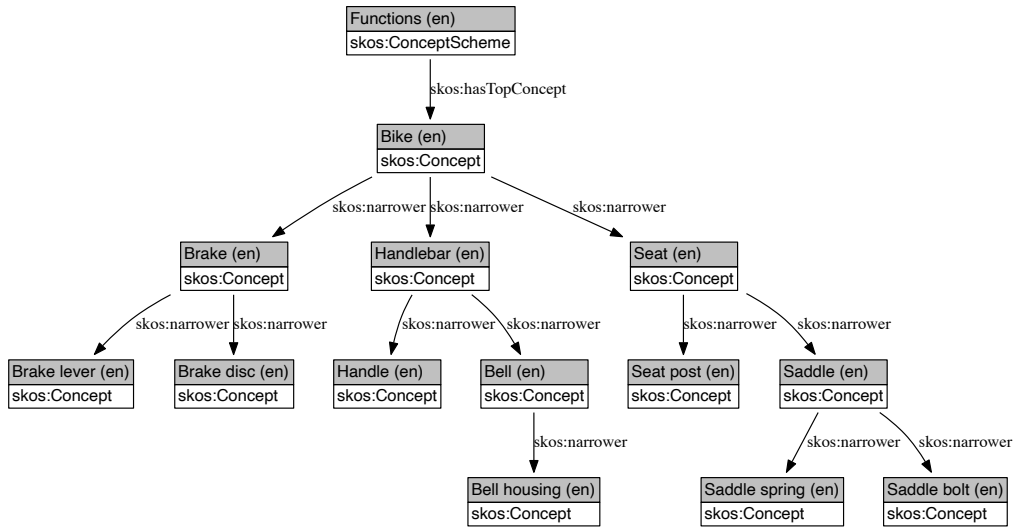 Functions (en)
skos:ConceptScheme
skos:hasTopConcept
Bike (en)
skos:Concept
skos:narrower
skos:narrower
skos:narrower
Brake (en)
skos:Concept
Handlebar (en)
skos:Concept
Seat (en)
skos:Concept
skos:narrower
skos:narrower
skos:narrower
skos:narrower
skos:narrower
skos:narrower
Brake lever (en)
skos:Concept
Brake disc (en)
skos:Concept
Handle (en)
skos:Concept
Bell (en)
skos:Concept
Seat post (en)
skos:Concept
Saddle (en)
skos:Concept
skos:narrower
skos:narrower
skos:narrower
Bell housing (en)
skos:Concept
Saddle spring (en)
skos:Concept
Saddle bolt (en)
skos:Concept